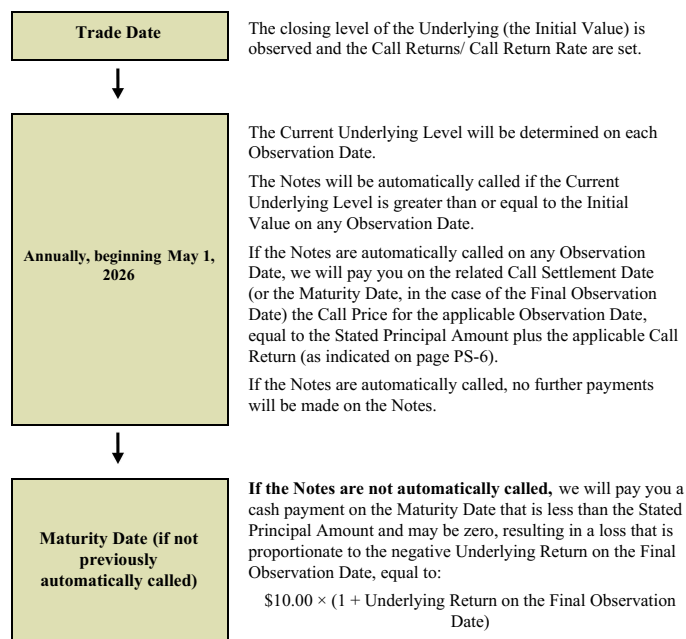 Trade Date
The closing level of the Underlying (the Initial Value) is
observed and the Call Returns/ Call Return Rate are set.
Annually, beginning May 1,
2026
The Current Underlying Level will be determined on each
Observation Date.
The Notes will be automatically called if the Current
Underlying Level is greater than or equal to the Initial
Value on any Observation Date.
If the Notes are automatically called on any Observation
Date, we will pay you on the related Call Settlement Date
(or the Maturity Date, in the case of the Final Observation
Date) the Call Price for the applicable Observation Date,
equal to the Stated Principal Amount plus the applicable Call
Return (as indicated on page PS-6).
If the Notes are automatically called, no further payments
will be made on the Notes.
Maturity Date (if not
previously
automatically called)
If the Notes are not automatically called, we will pay you a
cash payment on the Maturity Date that is less than the Stated
Principal Amount and may be zero, resulting in a loss that is
proportionate to the negative Underlying Return on the Final
Observation Date, equal to:
$10.00 × (1 + Underlying Return on the Final Observation
Date)